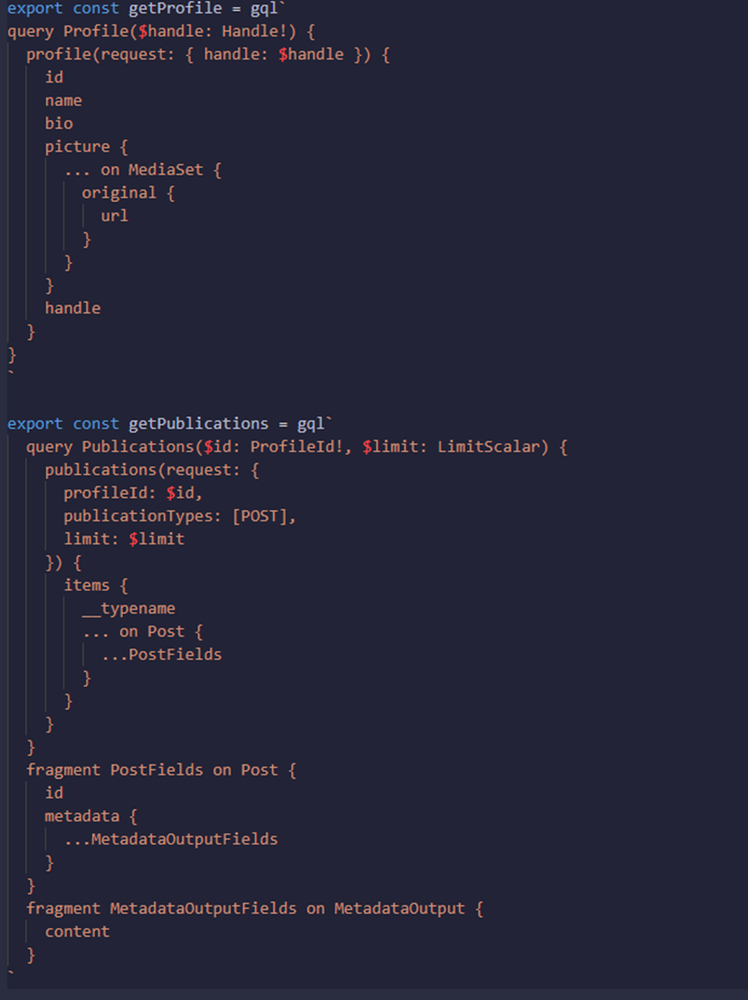 export const getProfile = gql`
query Profile($handle: Handle!) {
  profile(request: { handle: $handle }) {
    id
    name
    bio
    picture {
      ... on MediaSet {
        original {
          url
        }
      }
    }
    handle
  }
}
`
export const getPublications = gql`
  query Publications($id: ProfileId!, $limit: LimitScalar) {
    publications(request: {
      profileId: $id,
      publicationTypes: [POST],
      limit: $limit
    }) {
      items {
        __typename
        ... on Post {
          ...PostFields
        }
      }
    }
  }
  fragment PostFields on Post {
    id
    metadata {
      ...MetadataOutputFields
    }
  }
  fragment MetadataOutputFields on MetadataOutput {
    content
  }
`